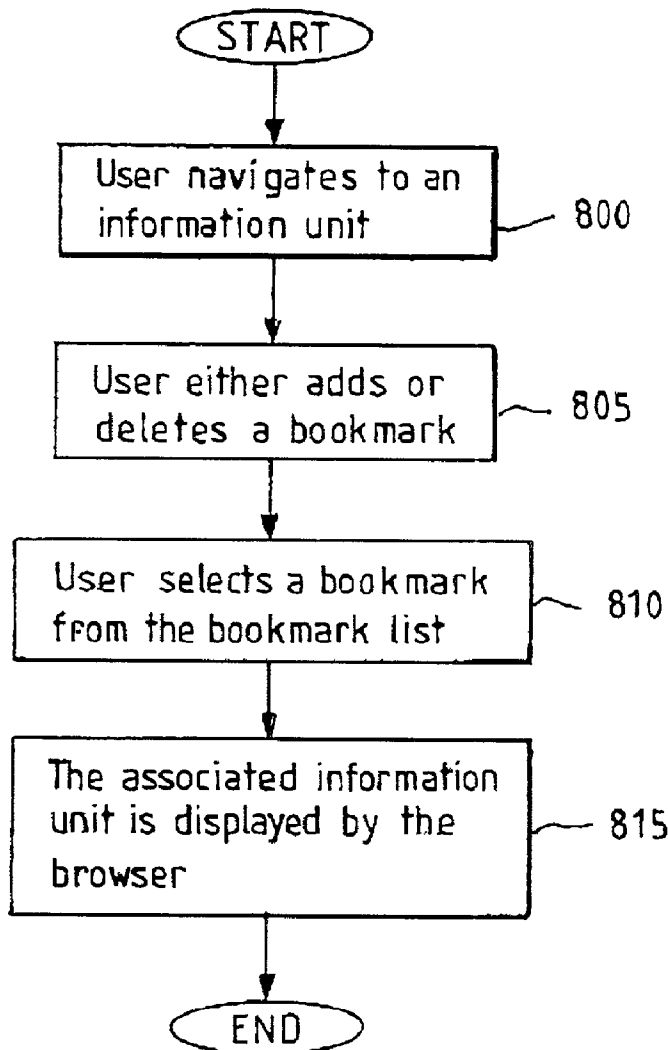 START
User navigates to an
information unit
800
User either adds or
deletes a bookmark
805
User selects a bookmark
from the bookmark list
810
The associated information
unit is displayed by the
browser
815
END